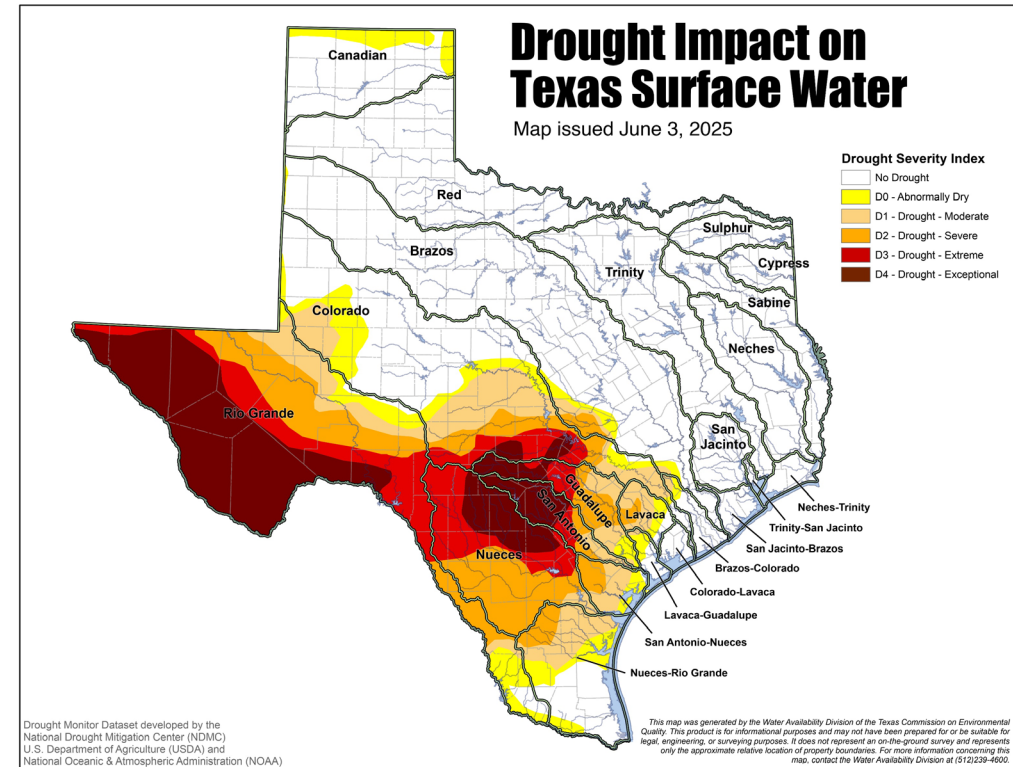 Drought Impact on
Texas Surface Water
Map issued June 3, 2025
Drought Severity Index
No Drought
D0 - Abnormally Dry
D1 - Drought - Moderate
D2 - Drought - Severe
D3 - Drought - Extreme
D4 - Drought - Exceptional
Canadian
Red
Brazos
Sulphur
Cypress
Trinity
Sabine
Colorado
Neches
Rio Grande
San
Jacinto
Guadalupe
San Antonio
Lavaca
Nueces
Neches-Trinity
Trinity-San Jacinto
San Jacinto-Brazos
Brazos-Colorado
Colorado-Lavaca
Lavaca-Guadalupe
San Antonio-Nueces
Nueces-Rio Grande
Drought Monitor Dataset developed by the
National Drought Mitigation Center (NDMC)
U.S. Department of Agriculture (USDA) and
National Oceanic & Atmospheric Administration (NOAA)
This map was generated by the Water Availability Division of the Texas Commission on Environmental
Quality. This product is for informational purposes and may not have been prepared for or be suitable for
legal, engineering, or surveying purposes. It does not represent an on-the-ground survey and represents
only the approximate relative location of property boundaries. For more information concerning this
map, contact the Water Availability Division at (512)239-4600.